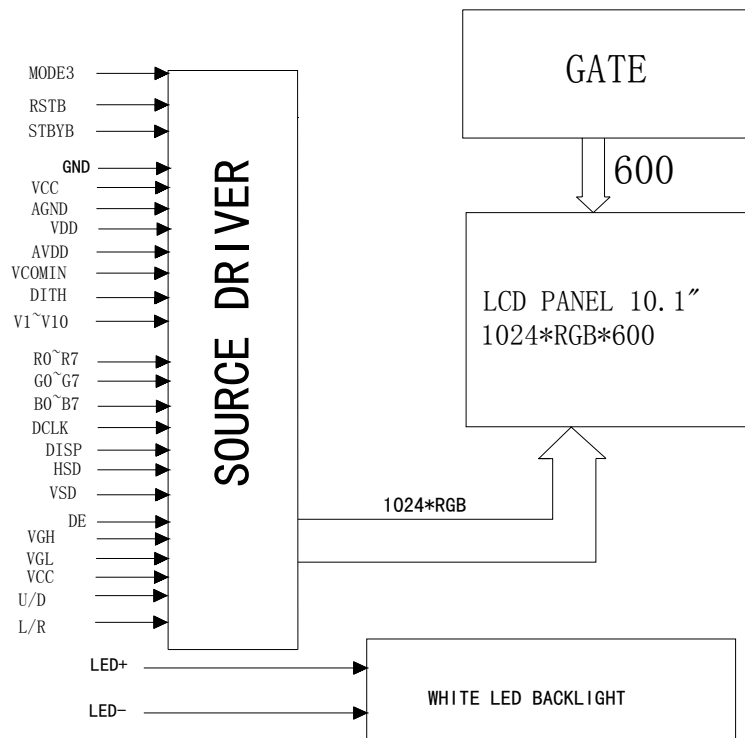 MODE3
RSTB
STBYB
GND
VCC
AGND
VDD
AVDD
VCOMIN
DITH
V1~V10
R0~R7
G0~G7
B0~B7
DCLK
DISP
HSD
VSD
DE
VGH
VGL
VCC
U/D
L/R
SOURCE DRIVER
GATE
600
LCD PANEL 10.1″
1024*RGB*600
1024*RGB
LED+
LED-
WHITE LED BACKLIGHT